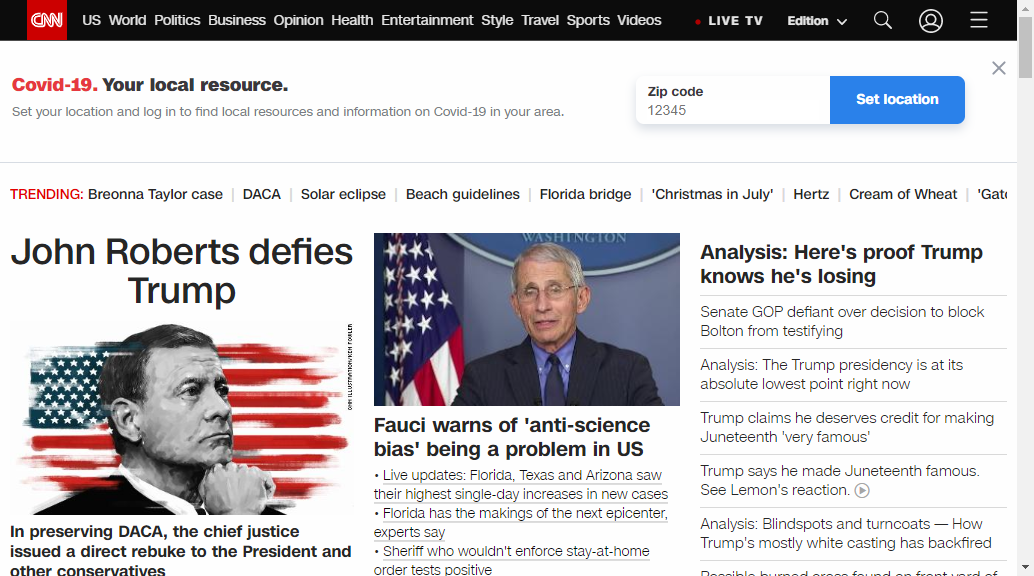 CNN
US World Politics Business Opinion Health Entertainment Style Travel Sports Videos
LIVE TV
Edition
Covid-19. Your local resource.
Set your location and log in to find local resources and information on Covid-19 in your area.
Zip code
12345
Set location
TRENDING: Breonna Taylor case | DACA | Solar eclipse | Beach guidelines | Florida bridge | 'Christmas in July' | Hertz | Cream of Wheat |
John Roberts defies
Trump
In preserving DACA, the chief justice
issued a direct rebuke to the President and
other conservatives
WASHINGTON
Fauci warns of 'anti-science
bias' being a problem in US
• Live updates: Florida, Texas and Arizona saw
their highest single-day increases in new cases
• Florida has the makings of the next epicenter,
experts say
• Sheriff who wouldn't enforce stay-at-home
order tests positive
Analysis: Here's proof Trump
knows he's losing
Senate GOP defiant over decision to block
Bolton from testifying
Analysis: The Trump presidency is at its
absolute lowest point right now
Trump claims he deserves credit for making
Juneteenth 'very famous'
Trump says he made Juneteenth famous.
See Lemon's reaction.
Analysis: Blindspots and turncoats — How
Trump's mostly white casting has backfired
Possible burned cross found on front yard of